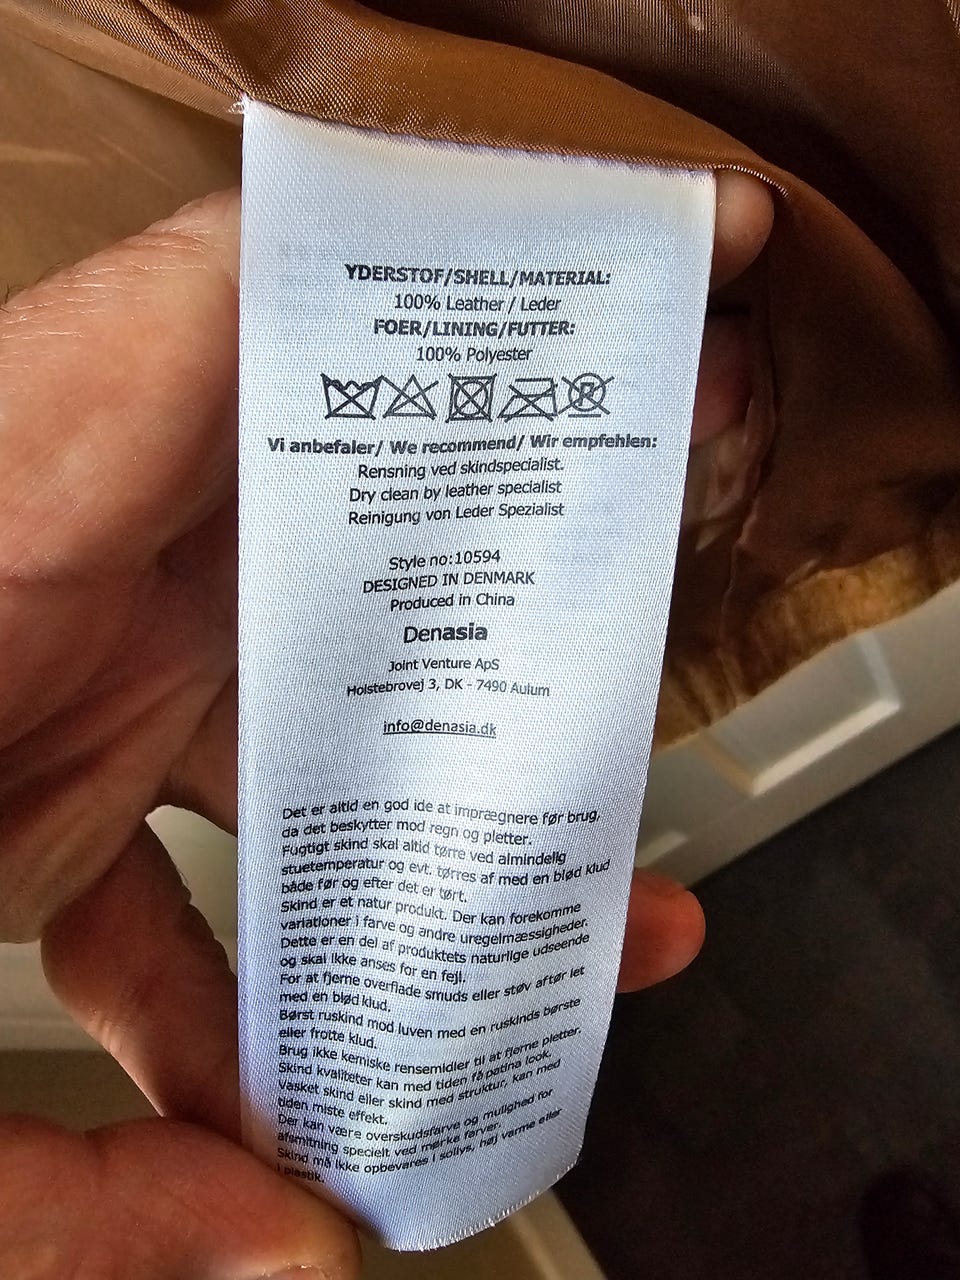 YDERSTOF/SHELL/MATERIAL:
100% Leather / Leder
FOER/LINING/FUTTER:
100% Polyester
P
Vi anbefaler/ We recommend/ Wir empfehlen:
Rensning ved skindspecialist.
Dry clean by leather specialist
Reinigung von Leder Spezialist
Style no:10594
DESIGNED IN DENMARK
Produced in China
Denasia
Joint Venture ApS
Holstebrovej 3, DK - 7490 Aulum
info@denasia.dk
Det er altid en god ide at imprægnere før brug,
da det beskytter mod regn og pletter.
Fugtigt skind skal altid tørre ved almindelig
stuetemperatur og evt. tørres af med en blød klud
både før og efter det er tørt.
Skind er et natur produkt. Der kan forekomme
variationer i farve og andre uregelmæssigheder.
Dette er en del af produktets naturlige udseende
og skal ikke anses for en fejl.
For at fjerne overflade smuds eller støv aftør let
med en blød klud.
Børst ruskind mod luven med en ruskinds børste
eller frotte klud.
Brug ikke kemiske rensemidler til at fjerne pletter.
Skind kvaliteter kan med tiden få patina look.
Vasket skind eller skind med struktur, kan med
tiden miste effekt.
Der kan være overskudsfarve og mulighed for
afsmitning specielt ved mørke farver.
Skind må ikke opbevares i sollys, høj varme eller
i plastik.